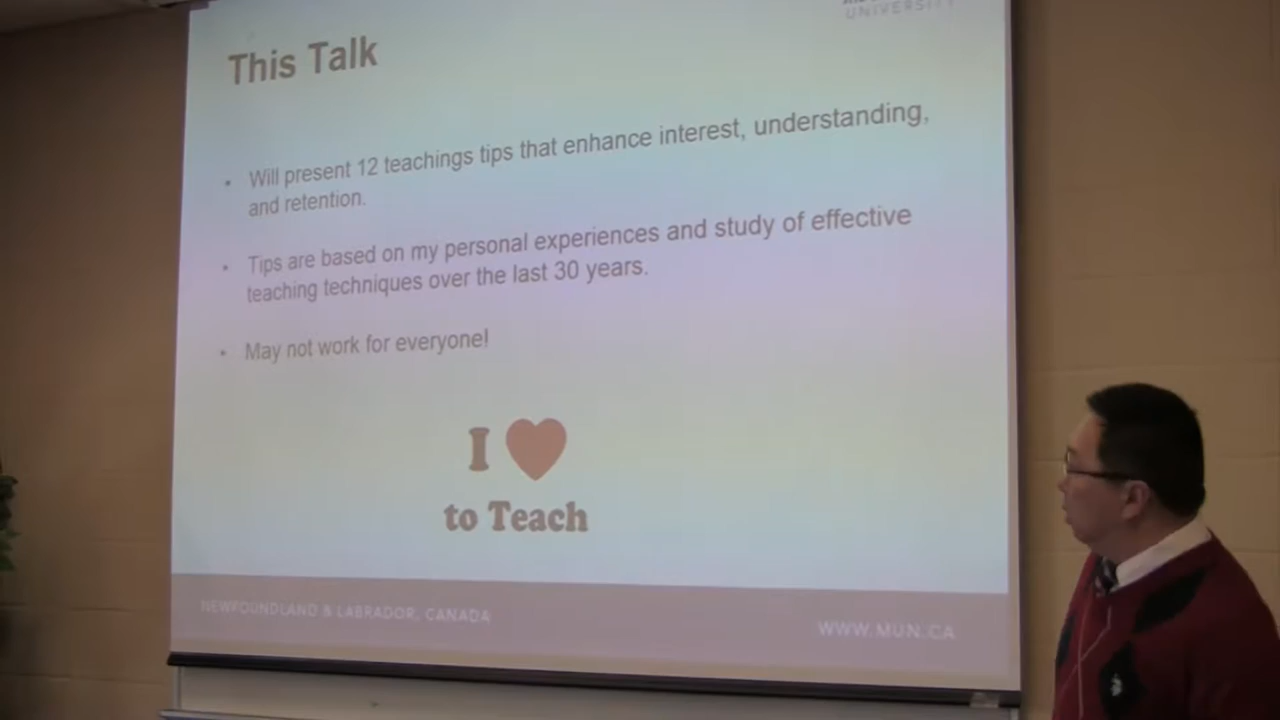 UNIVERSITY
This Talk
• Will present 12 teachings tips that enhance interest, understanding,
and retention.
• Tips are based on my personal experiences and study of effective
teaching techniques over the last 30 years.
• May not work for everyone!
I ♥
to Teach
NEWFOUNDLAND & LABRADOR, CANADA
WWW.MUN.CA